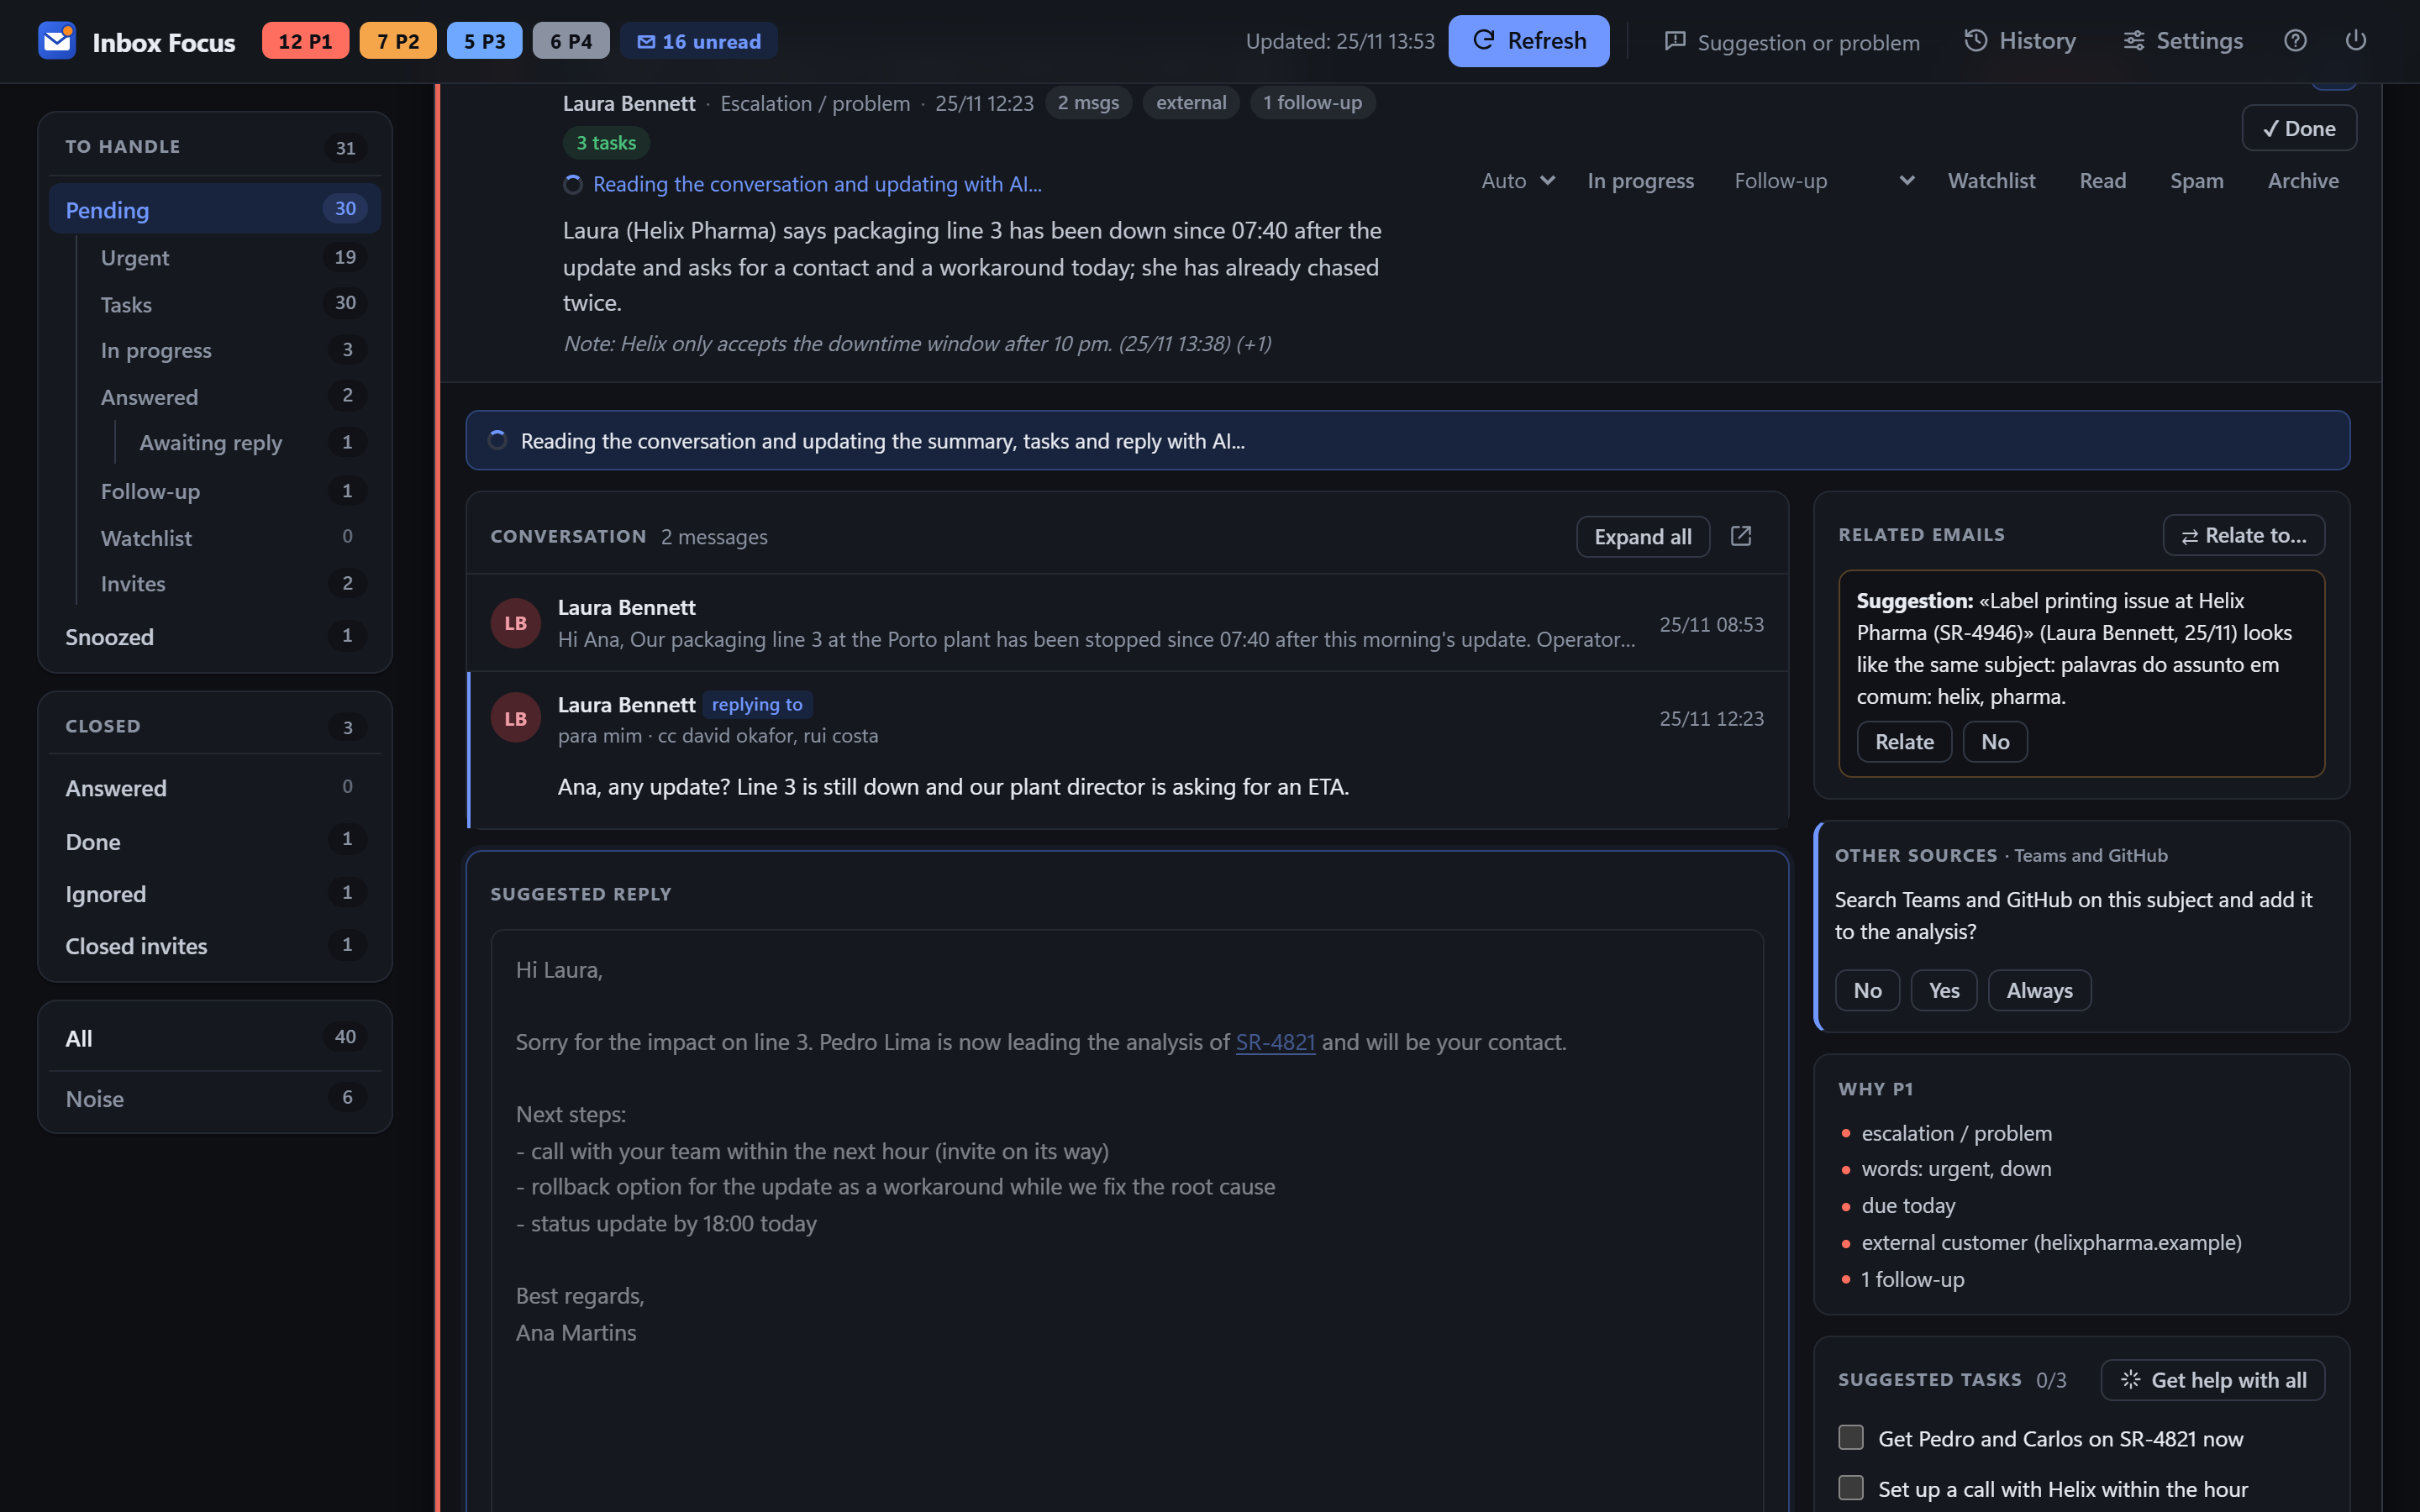 Inbox Focus
12 P1
7 P2
5 P3
6 P4
16 unread
Updated: 25/11 13:53
Refresh
Suggestion or problem
History
Settings
TO HANDLE 31
Pending 30
Urgent 19
Tasks 30
In progress 3
Answered 2
Awaiting reply 1
Follow-up 1
Watchlist 0
Invites 2
Snoozed 1
CLOSED 3
Answered 0
Done 1
Ignored 1
Closed invites 1
All 40
Noise 6
Laura Bennett · Escalation / problem · 25/11 12:23 2 msgs external 1 follow-up
3 tasks
Reading the conversation and updating with AI...
Laura (Helix Pharma) says packaging line 3 has been down since 07:40 after the
update and asks for a contact and a workaround today; she has already chased
twice.
Note: Helix only accepts the downtime window after 10 pm. (25/11 13:38) (+1)
✓ Done
Auto In progress Follow-up Watchlist Read Spam Archive
Reading the conversation and updating the summary, tasks and reply with AI...
CONVERSATION 2 messages
Expand all
LB
Laura Bennett
Hi Ana, Our packaging line 3 at the Porto plant has been stopped since 07:40 after this morning's update. Operator...
25/11 08:53
LB
Laura Bennett replying to
para mim · cc david okafor, rui costa
25/11 12:23
Ana, any update? Line 3 is still down and our plant director is asking for an ETA.
SUGGESTED REPLY
Hi Laura,
Sorry for the impact on line 3. Pedro Lima is now leading the analysis of SR-4821 and will be your contact.
Next steps:
- call with your team within the next hour (invite on its way)
- rollback option for the update as a workaround while we fix the root cause
- status update by 18:00 today
Best regards,
Ana Martins
RELATED EMAILS
⇄ Relate to...
Suggestion: «Label printing issue at Helix
Pharma (SR-4946)» (Laura Bennett, 25/11) looks
like the same subject: palavras do assunto em
comum: helix, pharma.
Relate No
OTHER SOURCES · Teams and GitHub
Search Teams and GitHub on this subject and add it
to the analysis?
No Yes Always
WHY P1
escalation / problem
words: urgent, down
due today
external customer (helixpharma.example)
1 follow-up
SUGGESTED TASKS 0/3
Get help with all
Get Pedro and Carlos on SR-4821 now
Set up a call with Helix within the hour